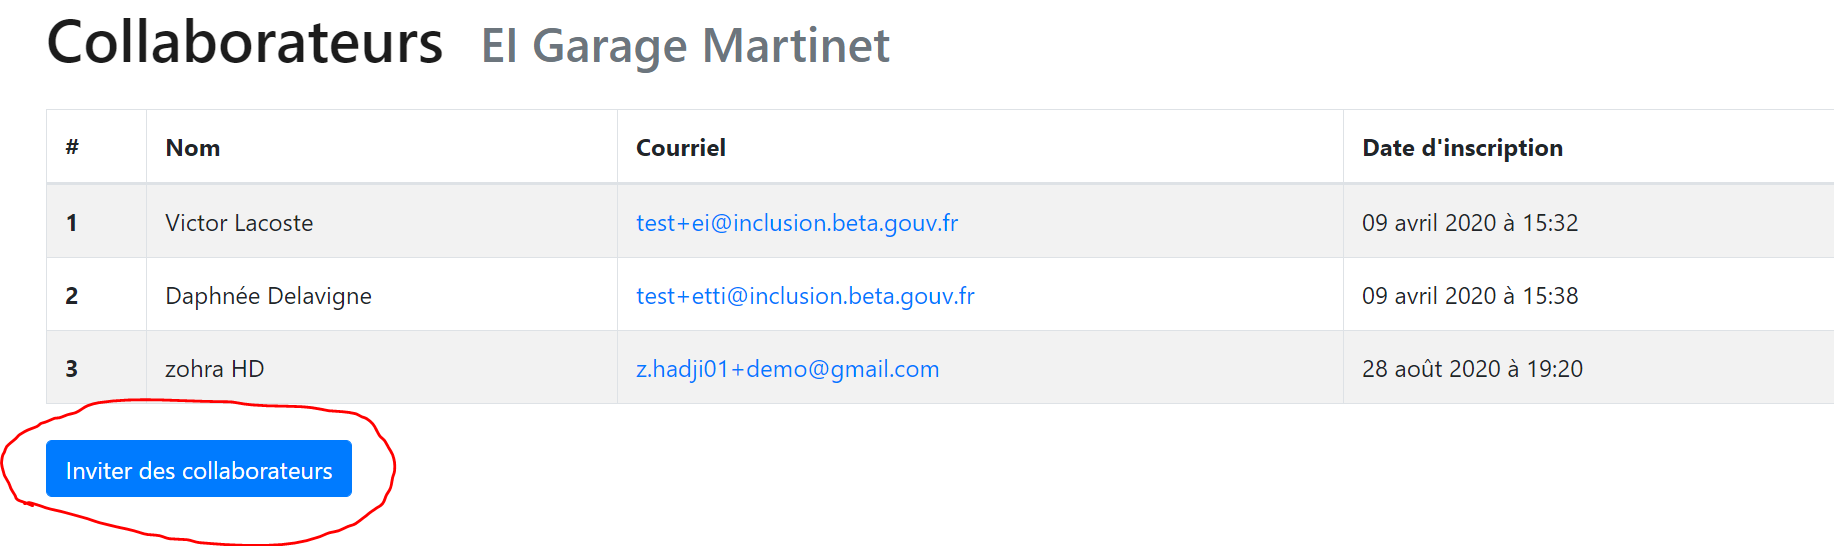 Collaborateurs EI Garage Martinet
# Nom Courriel Date d'inscription
1 Victor Lacoste test+ei@inclusion.beta.gouv.fr 09 avril 2020 à 15:32
2 Daphnée Delavigne test+etti@inclusion.beta.gouv.fr 09 avril 2020 à 15:38
3 zohra HD z.hadji01+demo@gmail.com 28 août 2020 à 19:20
Inviter des collaborateurs